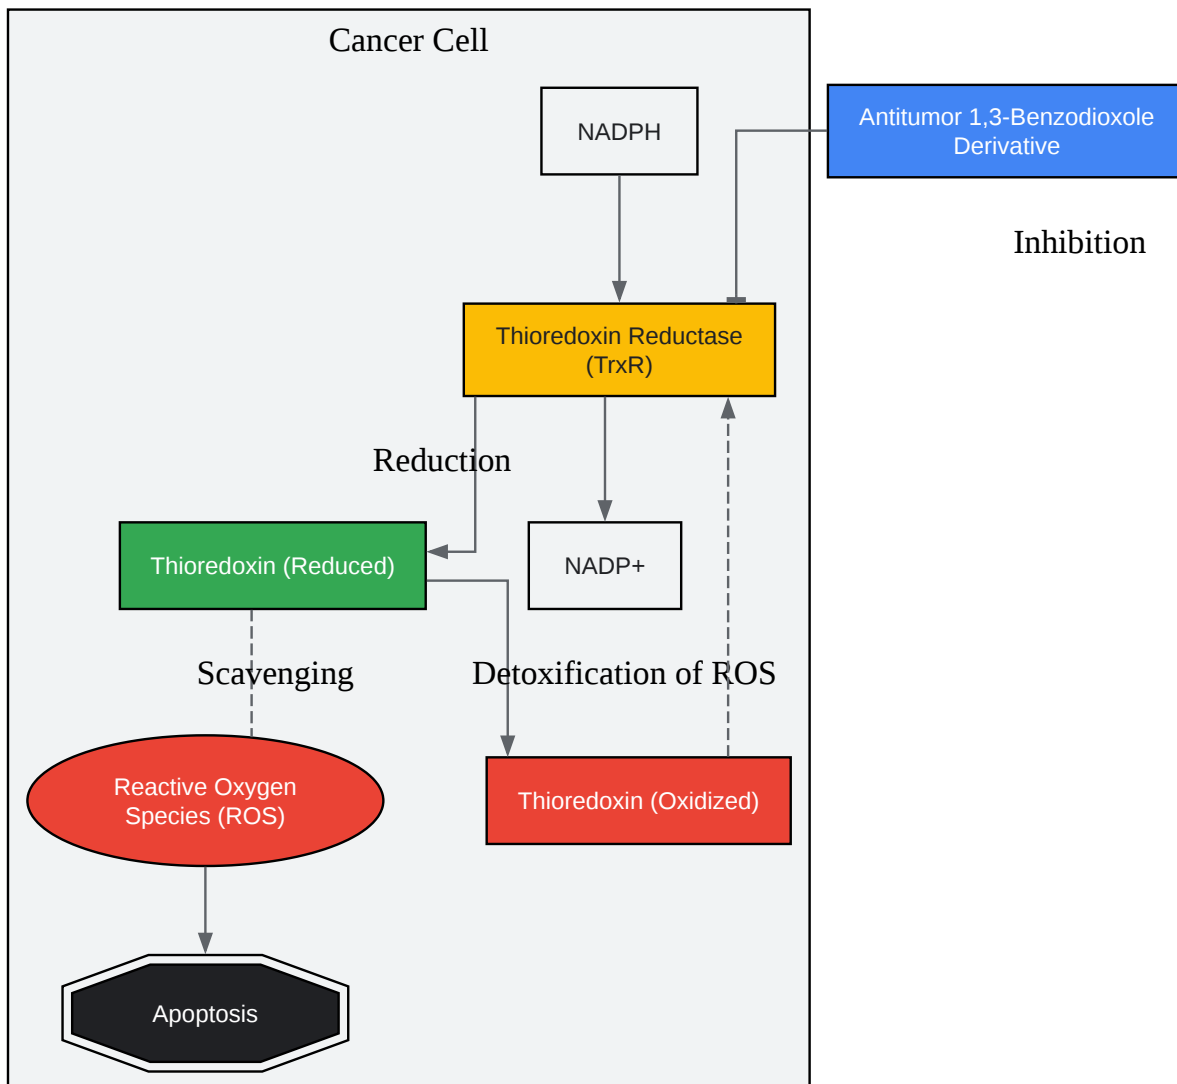 Cancer Cell
NADPH
Antitumor 1,3-Benzodioxole
Derivative
Inhibition
Thioredoxin Reductase
(TrxR)
Reduction
Thioredoxin (Reduced)
NADP+
Scavenging
Detoxification of ROS
Reactive Oxygen
Species (ROS)
Thioredoxin (Oxidized)
Apoptosis